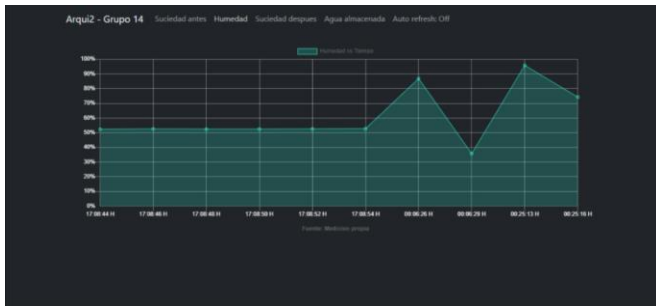 Arqui2 - Grupo 14 Suciedad antes Humedad Suciedad despues Agua almacenada Auto refresh: Off
Humedad vs Tiempo
100%
90%
80%
70%
60%
50%
40%
30%
20%
10%
0%
17:08:44 H 17:08:46 H 17:08:48 H 17:08:50 H 17:08:52 H 17:08:54 H 00:06:26 H 00:06:29 H 00:25:13 H 00:25:16 H
Fuente: Medicion propia